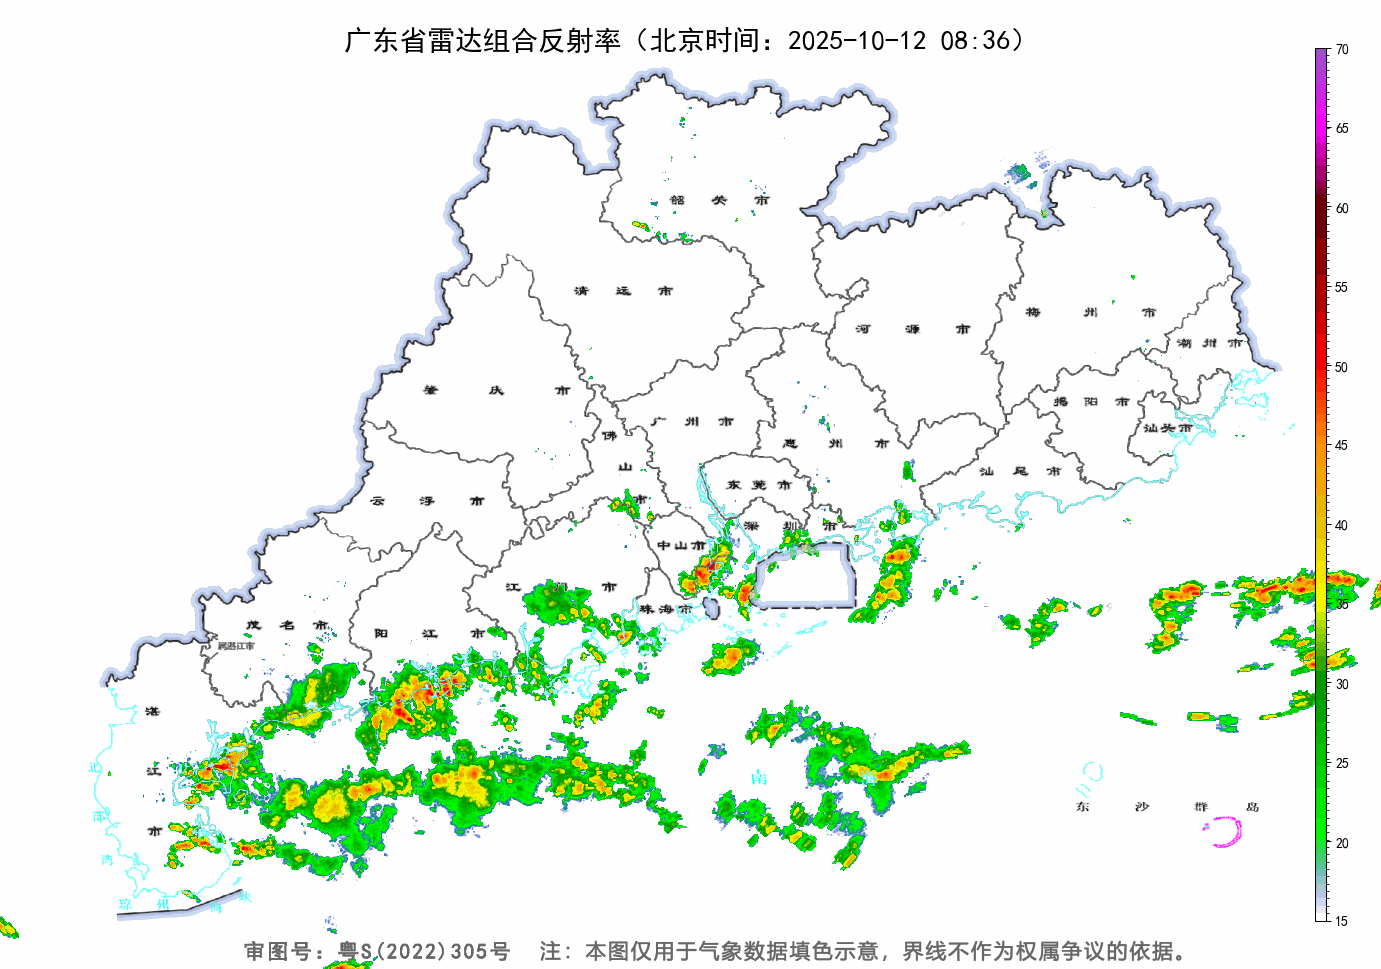 广东省雷达组合反射率（北京时间：2025-10-12 08:36）
70
65
60
55
50
45
40
35
30
25
20
15
韶 关 市
清 远 市
河 源 市
梅 州 市
潮 州 市
肇 庆 市
广 州 市
佛 山 市
惠 州 市
揭 阳 市
汕头市
汕 尾 市
云 浮 市
东 莞 市
深 圳 市
中山市
江 门 市
珠海市
茂 名 市
属湛江市
阳 江 市
湛 江 市
北 部 湾
琼 州 海 峡
南 海
东 沙 群 岛
审图号：粤S(2022)305号 注：本图仅用于气象数据填色示意，界线不作为权属争议的依据。